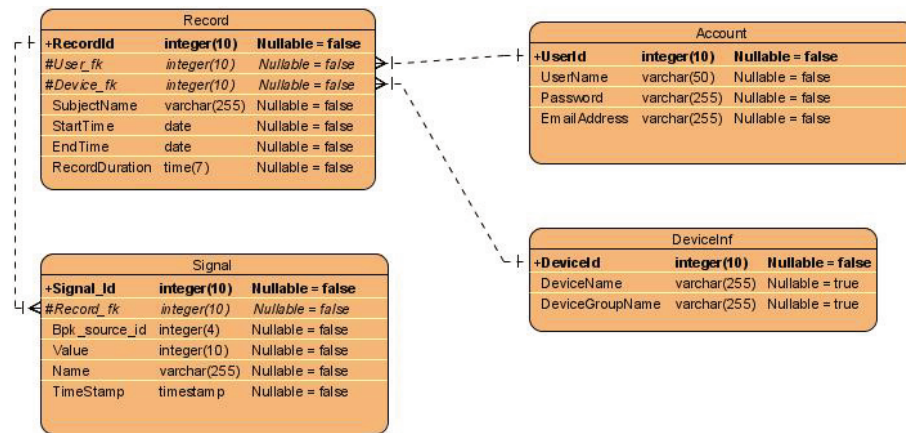 Record
+RecordId integer(10) Nullable = false
#User_fk integer(10) Nullable = false
#Device_fk integer(10) Nullable = false
SubjectName varchar(255) Nullable = false
StartTime date Nullable = false
EndTime date Nullable = false
RecordDuration time(7) Nullable = false
Account
+UserId integer(10) Nullable = false
UserName varchar(50) Nullable = false
Password varchar(255) Nullable = false
EmailAddress varchar(255) Nullable = false
Signal
+Signal_Id integer(10) Nullable = false
#Record_fk integer(10) Nullable = false
Bpk_source_id integer(4) Nullable = false
Value integer(10) Nullable = false
Name varchar(255) Nullable = false
TimeStamp timestamp Nullable = false
DeviceInf
+DeviceId integer(10) Nullable = false
DeviceName varchar(255) Nullable = true
DeviceGroupName varchar(255) Nullable = true